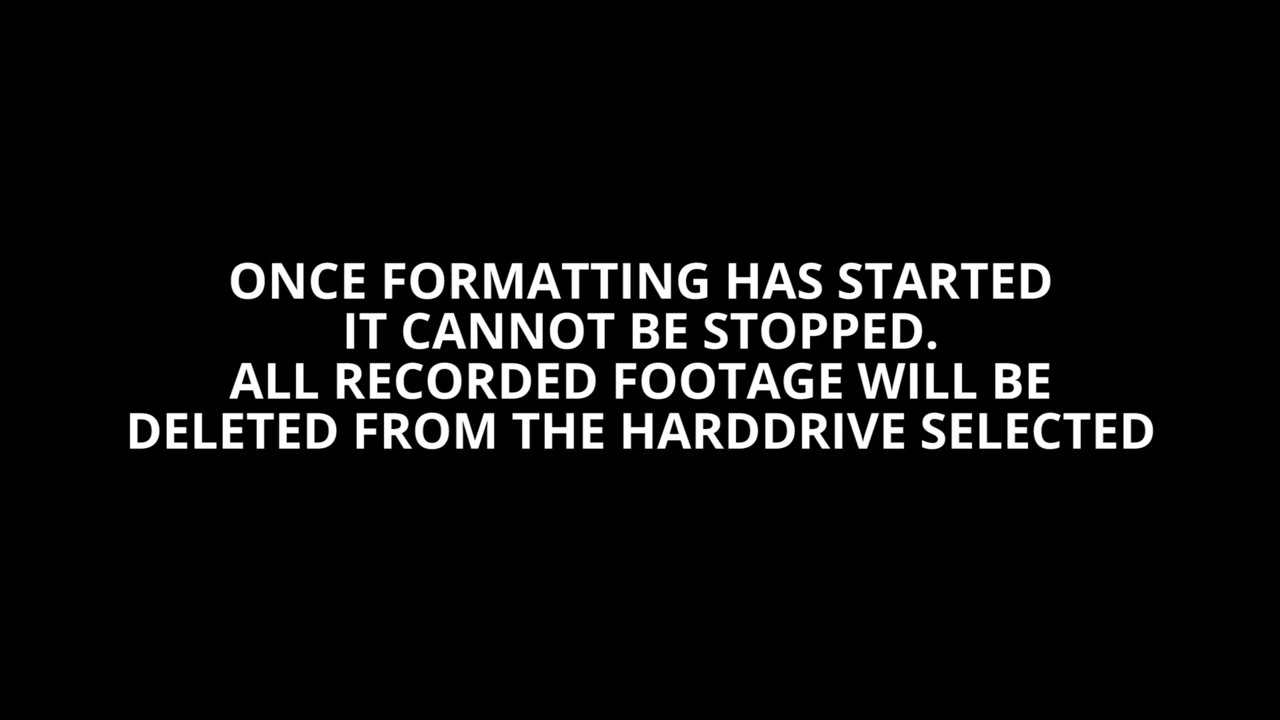 ONCE FORMATTING HAS STARTED
IT CANNOT BE STOPPED.
ALL RECORDED FOOTAGE WILL BE
DELETED FROM THE HARDDRIVE SELECTED